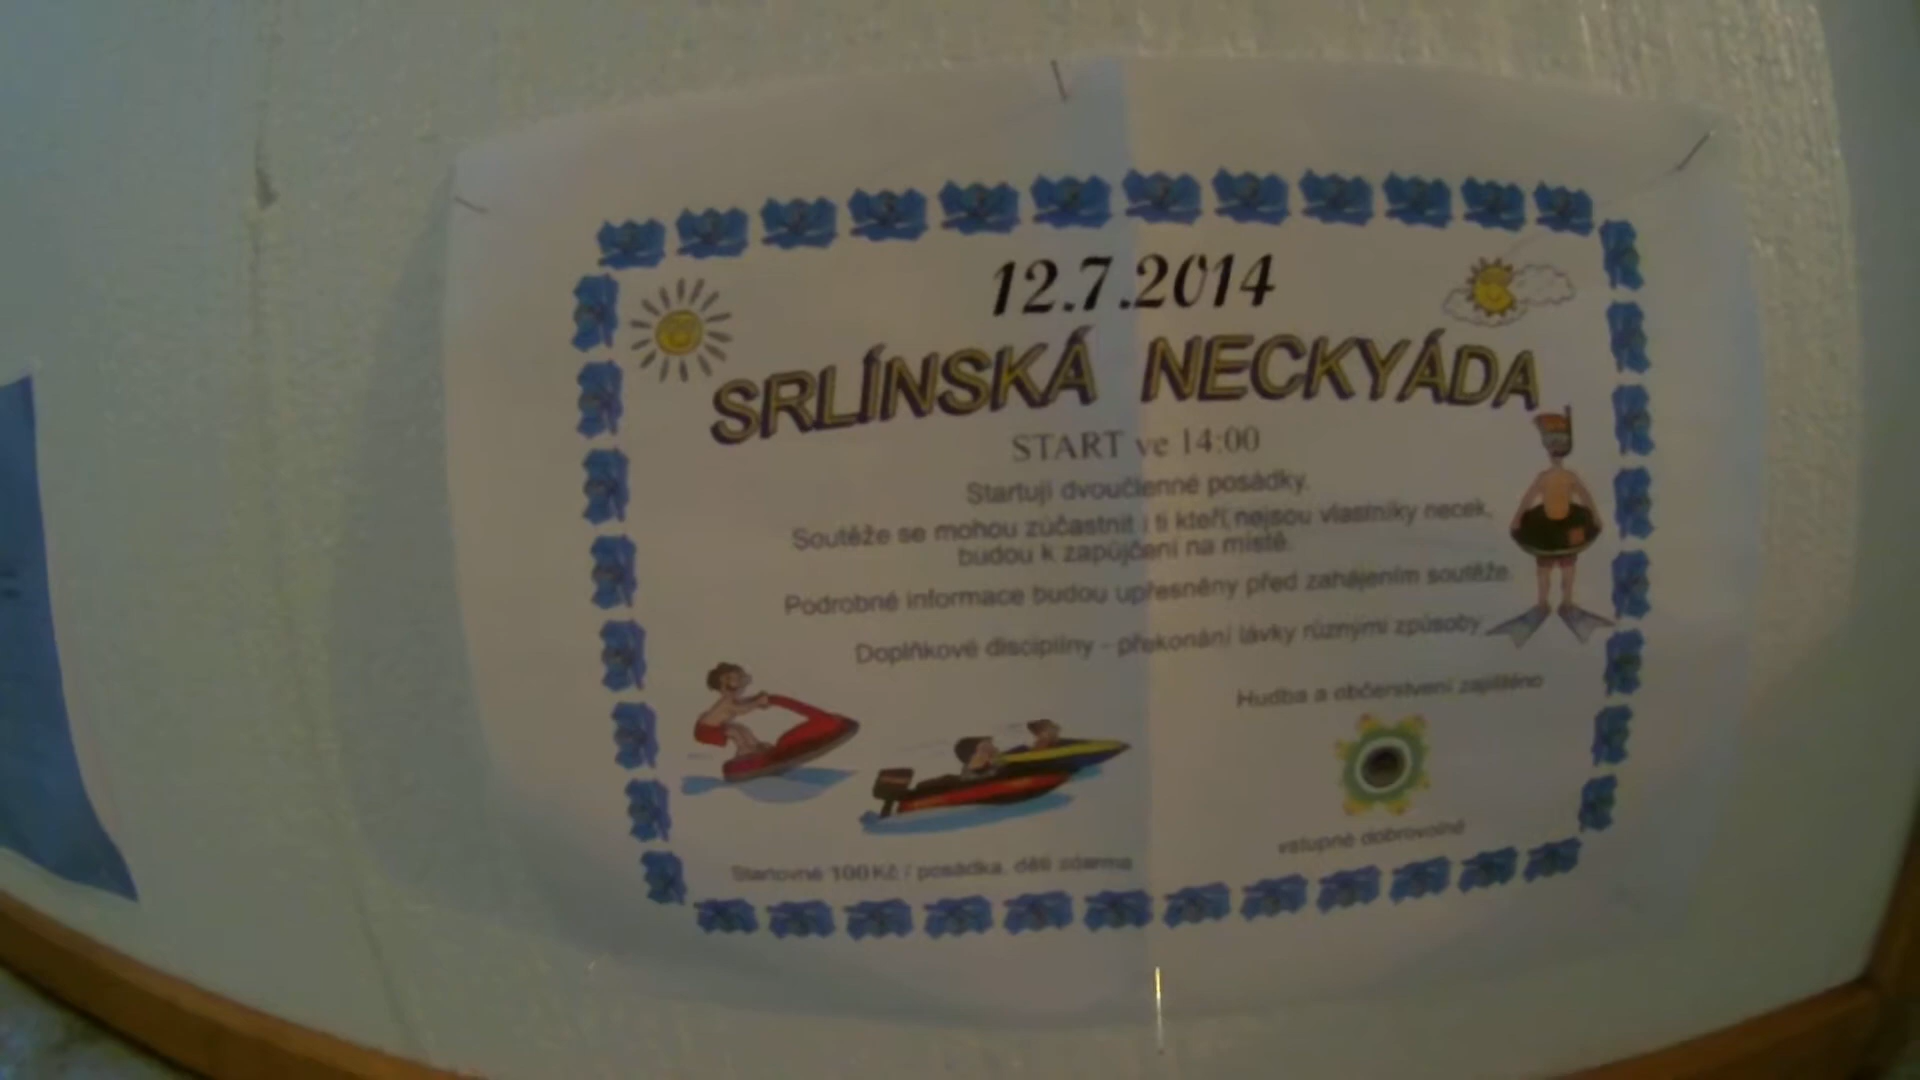 12.7.2014
SRLÍNSKÁ NECKYÁDA
START ve 14:00
Startují dvoučlenné posádky.
Soutěže se mohou zúčastnit i ti kteří nejsou vlastníky necek,
budou k zapůjčení na místě.
Podrobné informace budou upřesněny před zahájením soutěže.
Doplňkové disciplíny - překonání lávky různými způsoby
Hudba a občerstvení zajištěno
vstupné dobrovolné
Startovné 100 Kč / posádka, děti zdarma